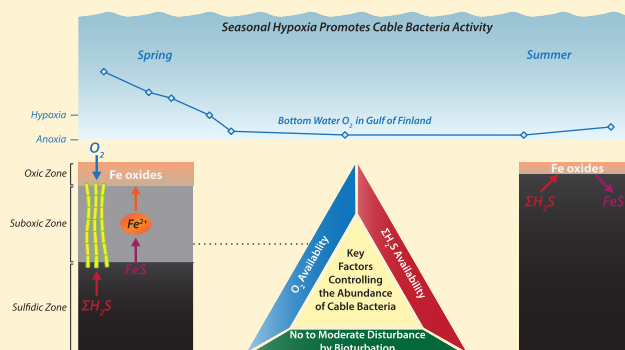 Seasonal Hypoxia Promotes Cable Bacteria Activity
Spring
Summer
Hypoxia
Bottom Water O2 in Gulf of Finland
Anoxia
O2
Oxic Zone
Fe oxides
Fe oxides
ΣH2S
FeS
Suboxic Zone
Fe2+
FeS
ΣH2S
Sulfidic Zone
O2 Availability
ΣH2S Availability
Key
Factors
Controlling
the Abundance
of Cable Bacteria
No to Moderate Disturbance
by Bioturbation